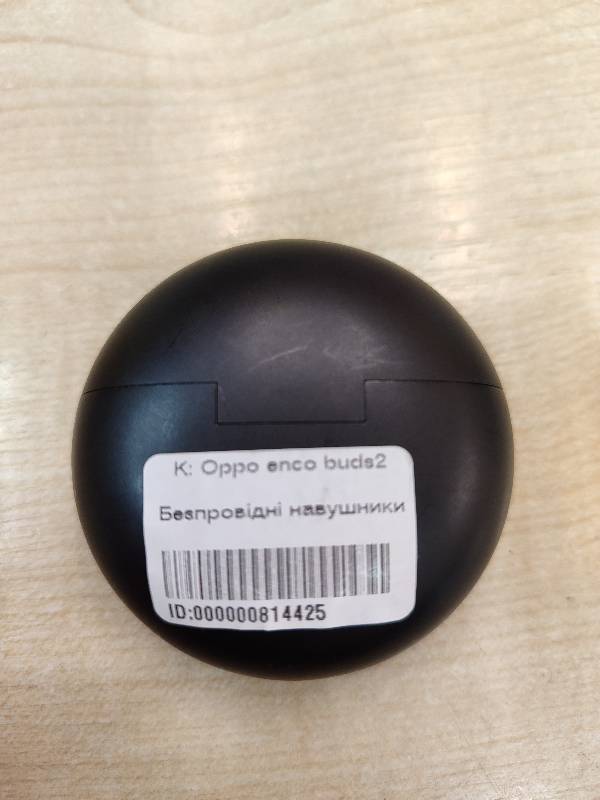 К: Oppo enco buds2
Безпровідні навушники
ID:000000814425